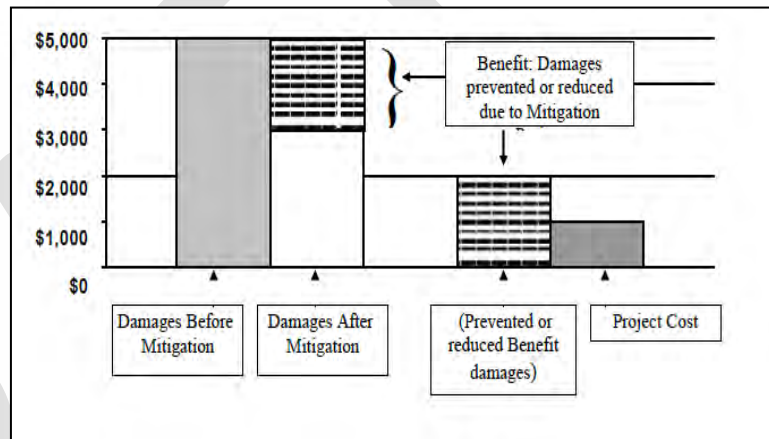 $5,000
$4,000
$3,000
$2,000
$1,000
$0
Benefit: Damages
prevented or reduced
due to Mitigation
Damages Before
Mitigation
Damages After
Mitigation
(Prevented or
reduced Benefit
damages)
Project Cost